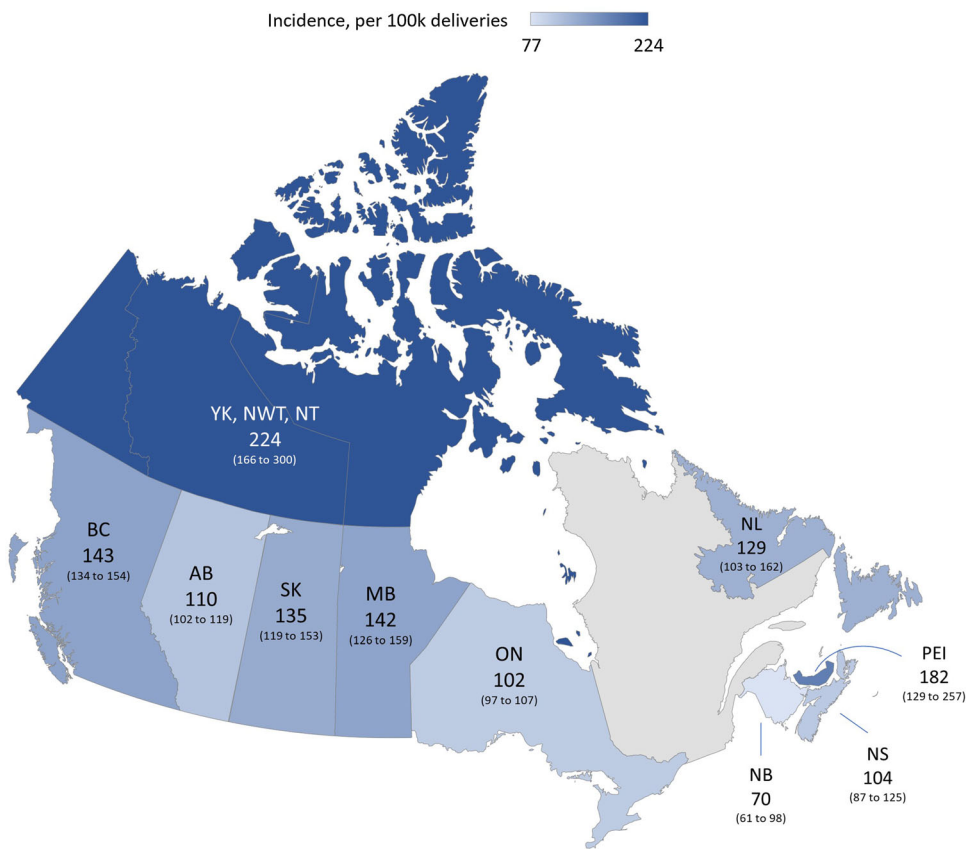 Incidence, per 100k deliveries
77
224
YK, NWT, NT
224
(166 to 300)
BC
143
(134 to 154)
AB
110
(102 to 119)
SK
135
(119 to 153)
MB
142
(126 to 159)
ON
102
(97 to 107)
NL
129
(103 to 162)
PEI
182
(129 to 257)
NS
104
(87 to 125)
NB
70
(61 to 98)